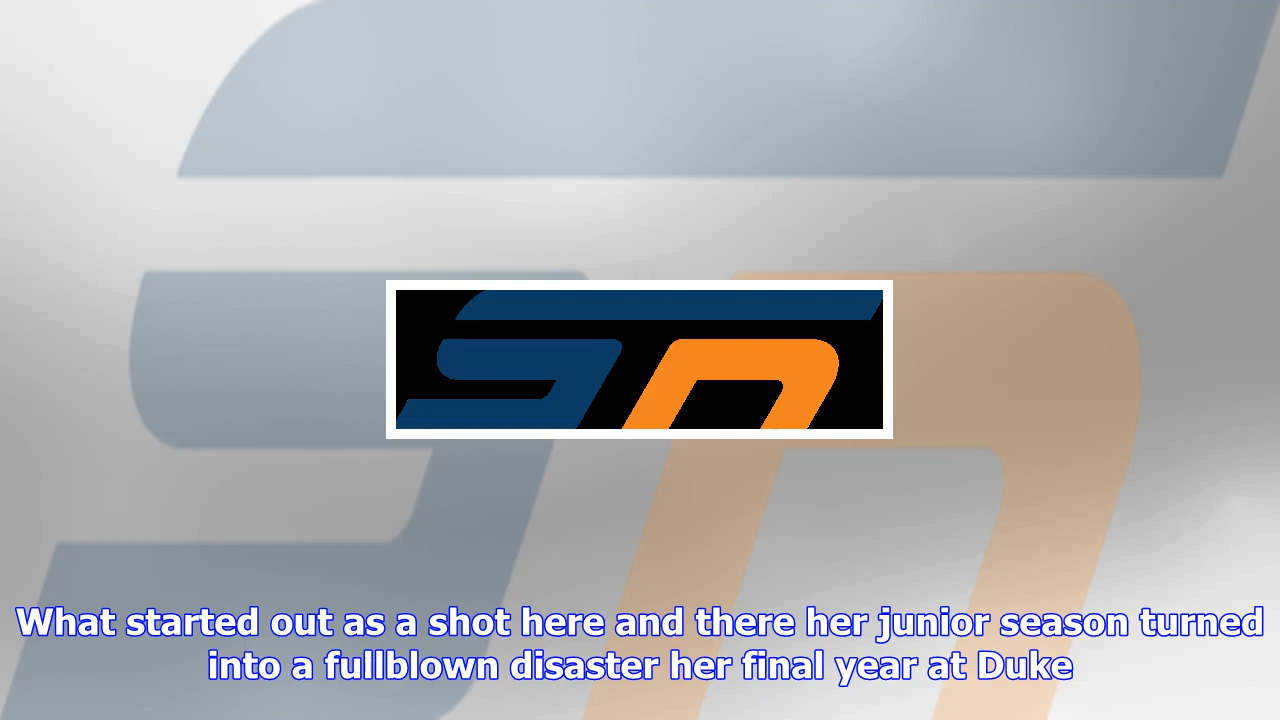 What started out as a shot here and there her junior season turned
into a fullblown disaster her final year at Duke